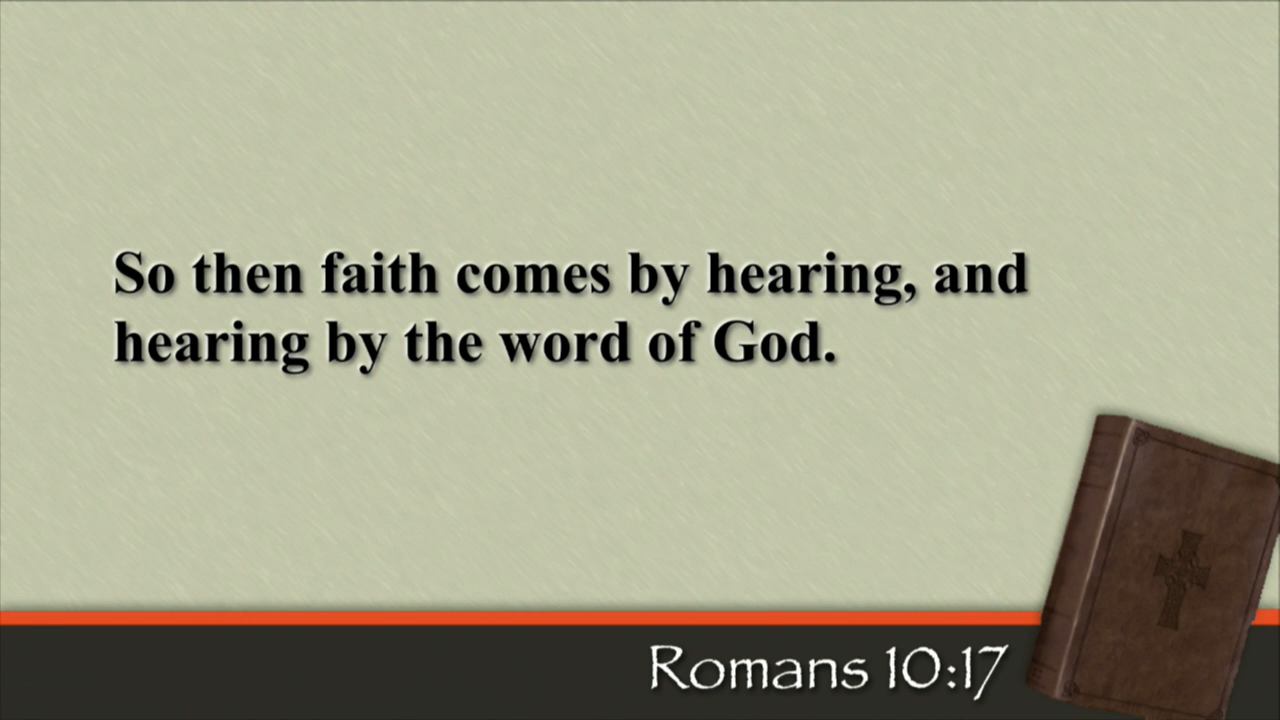 So then faith comes by hearing, and
hearing by the word of God.
Romans 10:17